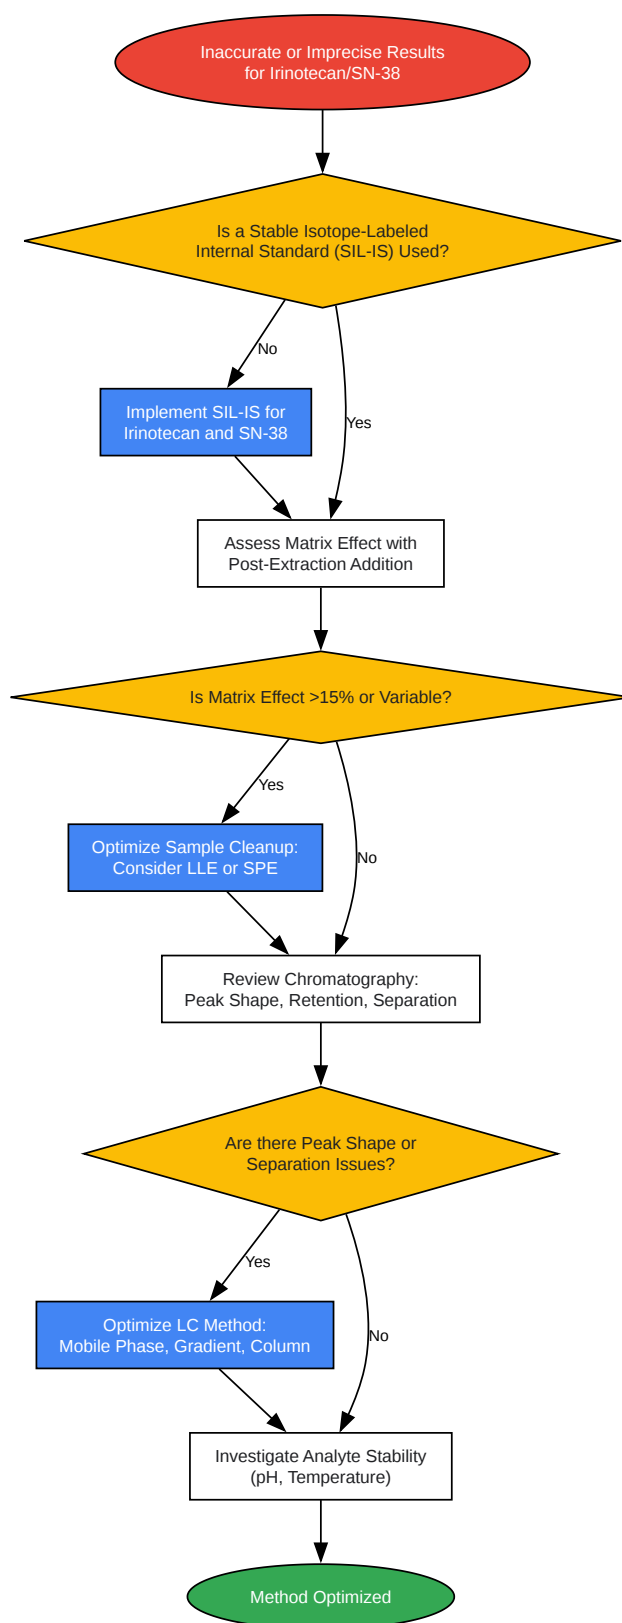 Inaccurate or Imprecise Results
for Irinotecan/SN-38
Is a Stable Isotope-Labeled
Internal Standard (SIL-IS) Used?
No
Implement SIL-IS for
Irinotecan and SN-38
Yes
Assess Matrix Effect with
Post-Extraction Addition
Is Matrix Effect >15% or Variable?
Yes
Optimize Sample Cleanup:
Consider LLE or SPE
No
Review Chromatography:
Peak Shape, Retention, Separation
Are there Peak Shape or
Separation Issues?
Yes
Optimize LC Method:
Mobile Phase, Gradient, Column
No
Investigate Analyte Stability
(pH, Temperature)
Method Optimized